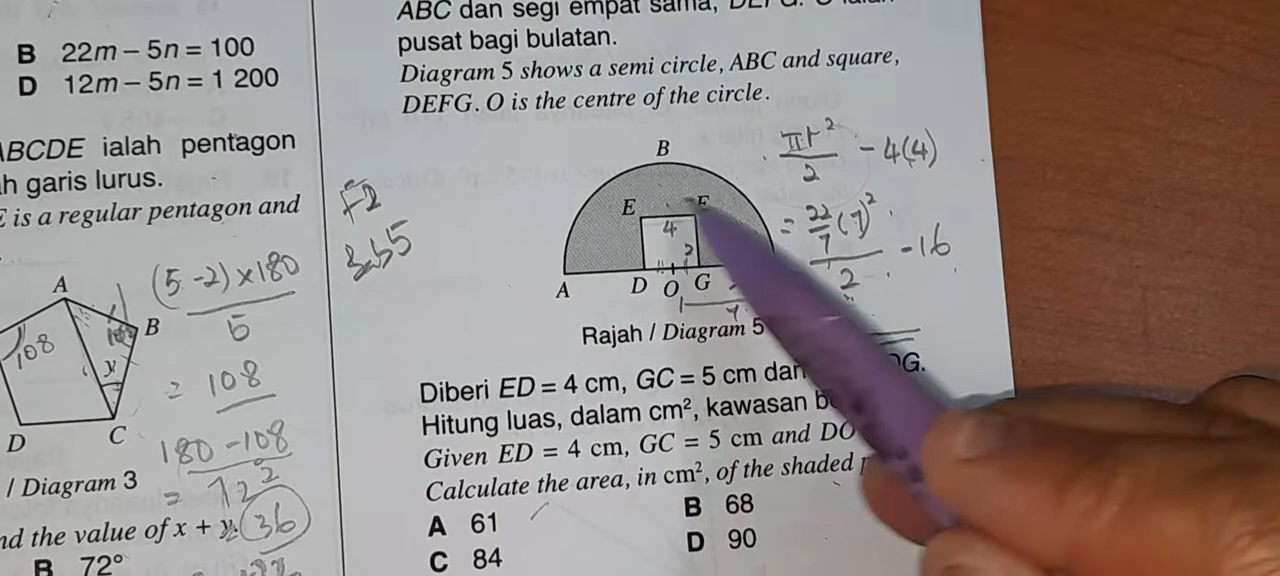 B 22m – 5n = 100
D 12m – 5n = 1 200
ABCDE ialah pentagon
garis lurus.
is a regular pentagon and
A
B
108
108
y
D
C
/ Diagram 3
the value of x + y.
B 72°
(5 - 2) × 180
5
= 108
180 - 108
= 72
2
36
F2
ABC dan segi empat sama,
pusat bagi bulatan.
Diagram 5 shows a semi circle, ABC and square,
DEFG. O is the centre of the circle.
B
E
F
4
2
A
D
O
G
7
Rajah / Diagram 5
πr²
2
- 4(4)
= 22
7
(7)²
2
- 16
Diberi ED = 4 cm, GC = 5 cm dan
Hitung luas, dalam cm², kawasan
Given ED = 4 cm, GC = 5 cm and DO
Calculate the area, in cm², of the shaded
A 61
B 68
C 84
D 90